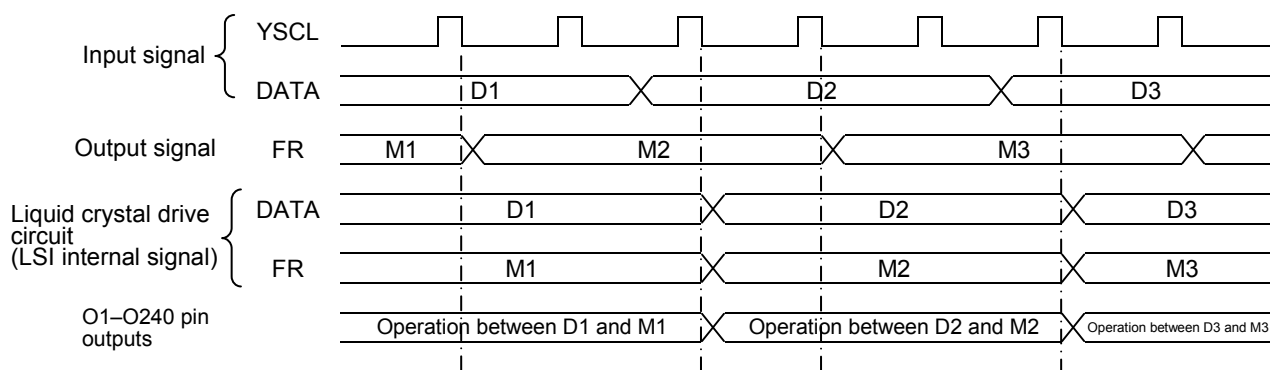 Input signal
YSCL
DATA D1 D2 D3
Output signal FR M1 M2 M3
Liquid crystal drive
circuit
(LSI internal signal)
DATA D1 D2 D3
FR M1 M2 M3
O1–O240 pin
outputs
Operation between D1 and M1 Operation between D2 and M2 Operation between D3 and M3